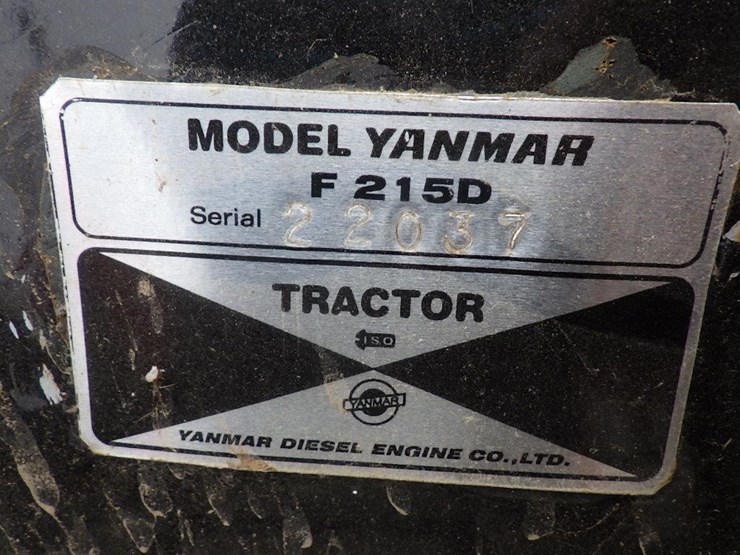 MODEL YANMAR
F 215D
Serial 22037
TRACTOR
ISO
YANMAR
YANMAR DIESEL ENGINE CO.,LTD.